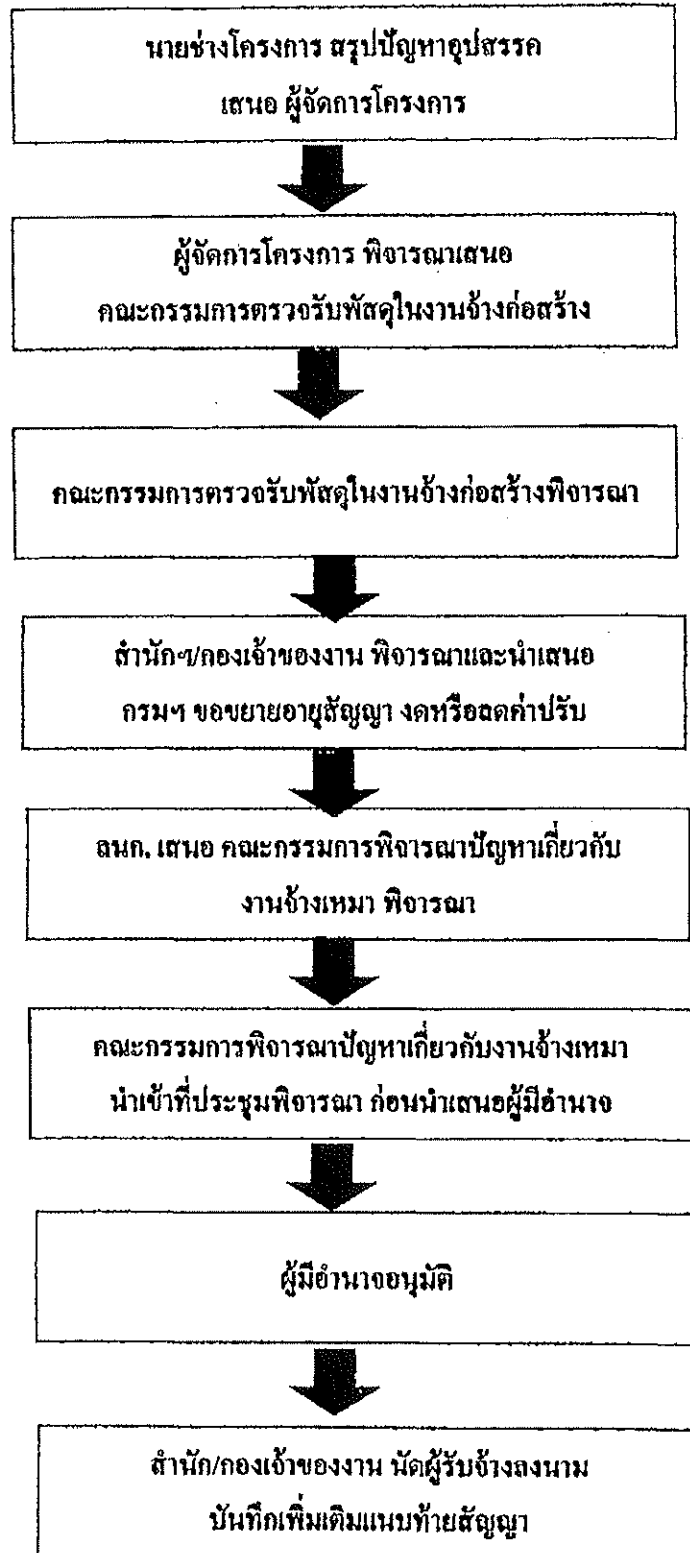 นายช่างโครงการ สรุปปัญหาอุปสรรค
เสนอ ผู้จัดการโครงการ
ผู้จัดการโครงการ พิจารณาเสนอ
คณะกรรมการตรวจรับพัสดุในงานจ้างก่อสร้าง
คณะกรรมการตรวจรับพัสดุในงานจ้างก่อสร้างพิจารณา
สำนักฯ/กองเจ้าของงาน พิจารณาและนำเสนอ
กรมฯ ขอขยายอายุสัญญา งดหรือลดค่าปรับ
ลนก. เสนอ คณะกรรมการพิจารณาปัญหาเกี่ยวกับ
งานจ้างเหมา พิจารณา
คณะกรรมการพิจารณาปัญหาเกี่ยวกับงานจ้างเหมา
นำเข้าที่ประชุมพิจารณา ก่อนนำเสนอผู้มีอำนาจ
ผู้มีอำนาจอนุมัติ
สำนัก/กองเจ้าของงาน นัดผู้รับจ้างลงนาม
บันทึกเพิ่มเติมแนบท้ายสัญญา